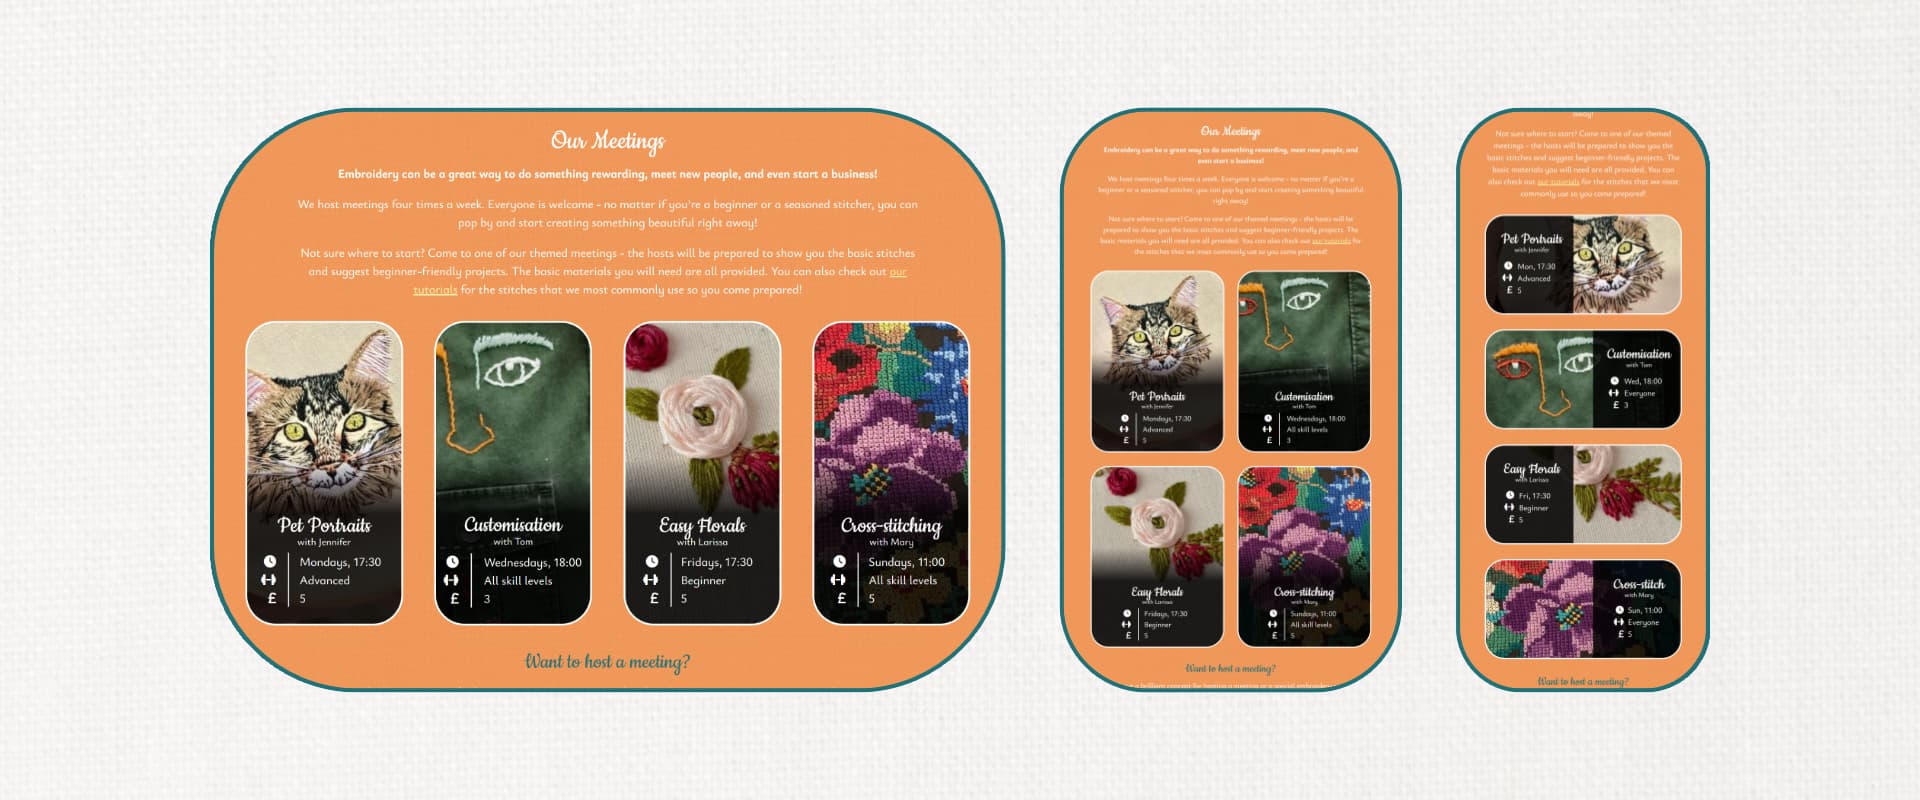 Our Meetings
Embroidery can be a great way to do something rewarding, meet new people, and even start a business!
We host meetings four times a week. Everyone is welcome - no matter if you're a beginner or a seasoned stitcher, you can
pop by and start creating something beautiful right away!
Not sure where to start? Come to one of our themed meetings - the hosts will be prepared to show you the basic stitches
and suggest beginner-friendly projects. The basic materials you will need are all provided. You can also check out our
tutorials for the stitches that we most commonly use so you come prepared!
Pet Portraits
with Jennifer
Mondays, 17:30
Advanced
£ 5
Customisation
with Tom
Wednesdays, 18:00
All skill levels
£ 3
Easy Florals
with Larissa
Fridays, 17:30
Beginner
£ 5
Cross-stitching
with Mary
Sundays, 11:00
All skill levels
£ 5
Want to host a meeting?
Our Meetings
Embroidery can be a great way to do something rewarding, meet new people, and
even start a business!
We host meetings four times a week. Everyone is welcome - no matter if you're a
beginner or a seasoned stitcher, you can pop by and start creating something beautiful
right away!
Not sure where to start? Come to one of our themed meetings - the hosts will be
prepared to show you the basic stitches and suggest beginner-friendly projects. The
basic materials you will need are all provided. You can also check out our tutorials for
the stitches that we most commonly use so you come prepared!
Pet Portraits
with Jennifer
Mondays, 17:30
Advanced
£ 5
Customisation
with Tom
Wednesdays, 18:00
All skill levels
£ 3
Easy Florals
with Larissa
Fridays, 17:30
Beginner
£ 5
Cross-stitching
with Mary
Sundays, 11:00
All skill levels
£ 5
Want to host a meeting?
a brilliant concept for hosting a meeting or a special embroidery
away!
Not sure where to start? Come to one of our themed
meetings - the hosts will be prepared to show you the
basic stitches and suggest beginner-friendly projects. The
basic materials you will need are all provided. You can
also check out our tutorials for the stitches that we most
commonly use so you come prepared!
Pet Portraits
with Jennifer
Mon, 17:30
Advanced
£ 5
Customisation
with Tom
Wed, 18:00
Everyone
£ 3
Easy Florals
with Larissa
Fri, 17:30
Beginner
£ 5
Cross-stitch
with Mary
Sun, 11:00
Everyone
£ 5
Want to host a meeting?